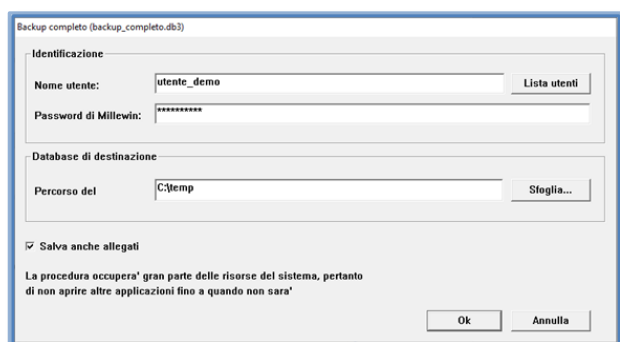 Backup completo (backup_completo.db3)
Identificazione
Nome utente: utente_demo Lista utenti
Password di Millewin: **********
Database di destinazione
Percorso del C:\temp Sfoglia...
Salva anche allegati
La procedura occupera' gran parte delle risorse del sistema, pertanto
di non aprire altre applicazioni fino a quando non sara'
Ok Annulla